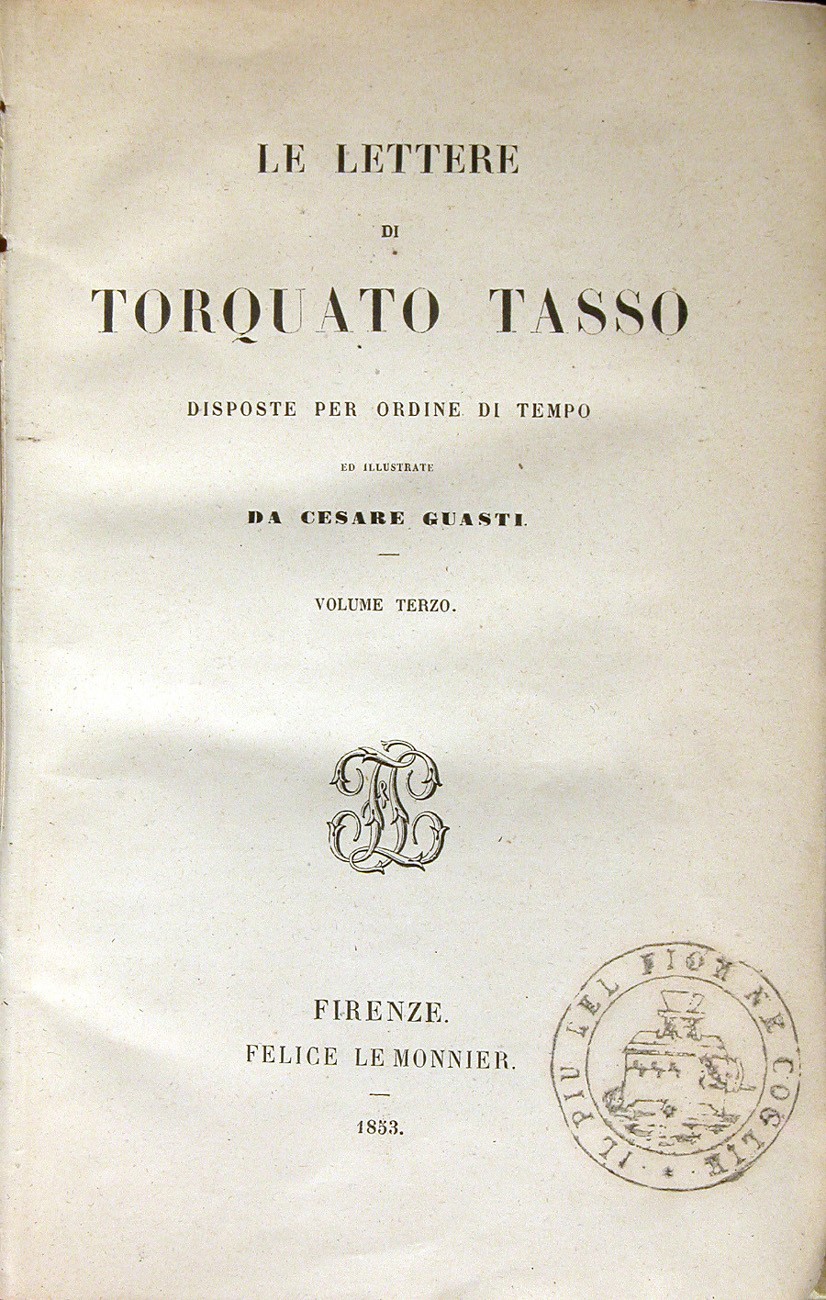 LE LETTERE
DI
TORQUATO TASSO
DISPOSTE PER ORDINE DI TEMPO
ED ILLUSTRATE
DA CESARE GUASTI.
VOLUME TERZO.
FIRENZE.
FELICE LE MONNIER.
1853.
IL PIU BEL FIOR NE COGLIE